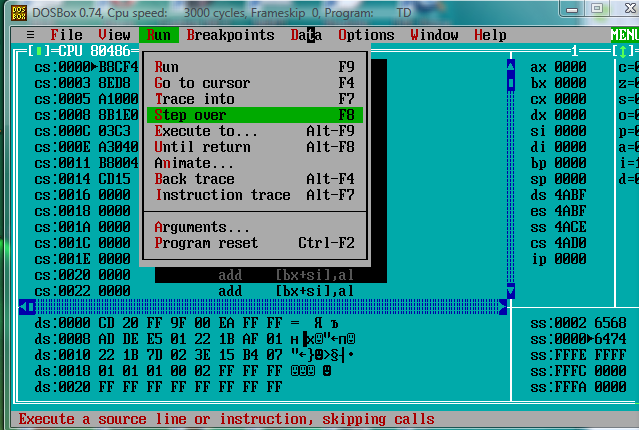 DOSBox 0.74, Cpu speed: 3000 cycles, Frameskip 0, Program: TD
≡ File View Run Breakpoints Data Options Window Help MENU
[■]=CPU 80486 1=[↕]
cs:0000►B8CF4
cs:0003 8ED8
cs:0005 A1000
cs:0008 8B1E0
cs:000C 03C3
cs:000E A3040
cs:0011 B8004
cs:0014 CD15
cs:0016 0000
cs:0018 0000
cs:001A 0000
cs:001C 0000
cs:001E 0000
cs:0020 0000 add [bx+si],al
cs:0022 0000 add [bx+si],al
Run F9
Go to cursor F4
Trace into F7
Step over F8
Execute to... Alt-F9
Until return Alt-F8
Animate...
Back trace Alt-F4
Instruction trace Alt-F7
Arguments...
Program reset Ctrl-F2
ax 0000 c=0
bx 0000 z=
cx 0000 s=
dx 0000 o=
si 0000 p=
di 0000 a=
bp 0000 i=
sp 0000 d=
ds 4ABF
es 4ABF
ss 4ACE
cs 4AD0
ip 0000
ds:0000 CD 20 FF 9F 00 EA FF FF = Я ъ
ds:0008 AD DE E5 01 22 1B AF 01
ds:0010 22 1B 7D 02 3E 15 B4 07 "←}☻>§┤•
ds:0018 01 01 01 00 02 FF FF FF ☺☺☺ ☻
ds:0020 FF FF FF FF FF FF FF FF
ss:0002 6568
ss:0000►6474
ss:FFFE FFFF
ss:FFFC 0000
ss:FFFA 0000
Execute a source line or instruction, skipping calls